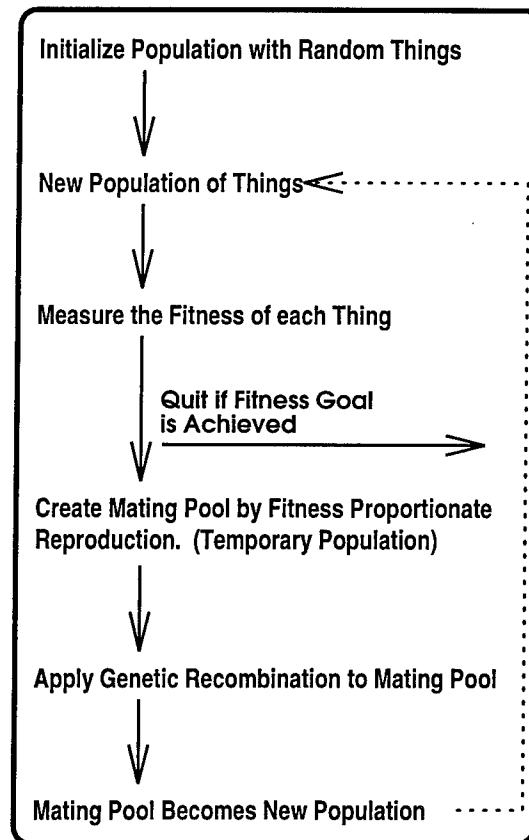 Initialize Population with Random Things
New Population of Things
Measure the Fitness of each Thing
Quit if Fitness Goal
is Achieved
Create Mating Pool by Fitness Proportionate
Reproduction. (Temporary Population)
Apply Genetic Recombination to Mating Pool
Mating Pool Becomes New Population